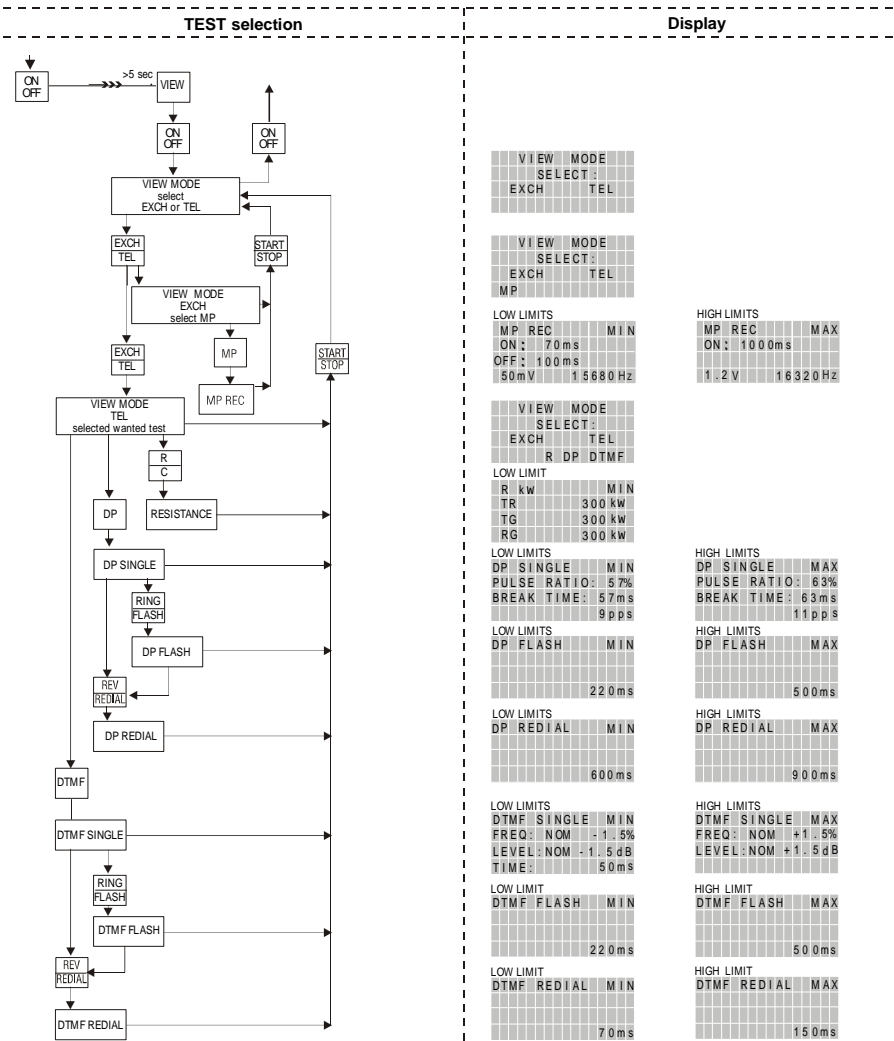 TEST selection
Display
ON
OFF
>5 sec.
VIEW
ON
OFF
ON
OFF
VIEW MODE
select
EXCH or TEL
EXCH
TEL
START
STOP
VIEW MODE
EXCH
select MP
EXCH
TEL
MP
MP REC
START
STOP
VIEW MODE
TEL
selected wanted test
R
C
DP
RESISTANCE
DP SINGLE
RING
FLASH
DP FLASH
REV
REDIAL
DP REDIAL
DTMF
DTMF SINGLE
RING
FLASH
DTMF FLASH
REV
REDIAL
DTMF REDIAL
VIEW MODE
SELECT:
EXCH TEL
VIEW MODE
SELECT:
EXCH TEL
MP
LOW LIMITS
MP REC MIN
ON: 70ms
OFF: 100ms
50mV 15680Hz
HIGH LIMITS
MP REC MAX
ON: 1000ms
1.2V 16320Hz
VIEW MODE
SELECT:
EXCH TEL
R DP DTMF
LOW LIMIT
R kW MIN
TR 300kW
TG 300kW
RG 300kW
LOW LIMITS
DP SINGLE MIN
PULSE RATIO: 57%
BREAK TIME: 57ms
9pps
HIGH LIMITS
DP SINGLE MAX
PULSE RATIO: 63%
BREAK TIME: 63ms
11pps
LOW LIMITS
DP FLASH MIN
220ms
HIGH LIMITS
DP FLASH MAX
500ms
LOW LIMITS
DP REDIAL MIN
600ms
HIGH LIMITS
DP REDIAL MAX
900ms
LOW LIMITS
DTMF SINGLE MIN
FREQ: NOM -1.5%
LEVEL:NOM -1.5dB
TIME: 50ms
HIGH LIMITS
DTMF SINGLE MAX
FREQ: NOM +1.5%
LEVEL:NOM +1.5dB
LOW LIMIT
DTMF FLASH MIN
220ms
HIGH LIMIT
DTMF FLASH MAX
500ms
LOW LIMIT
DTMF REDIAL MIN
70ms
HIGH LIMIT
DTMF REDIAL MAX
150ms